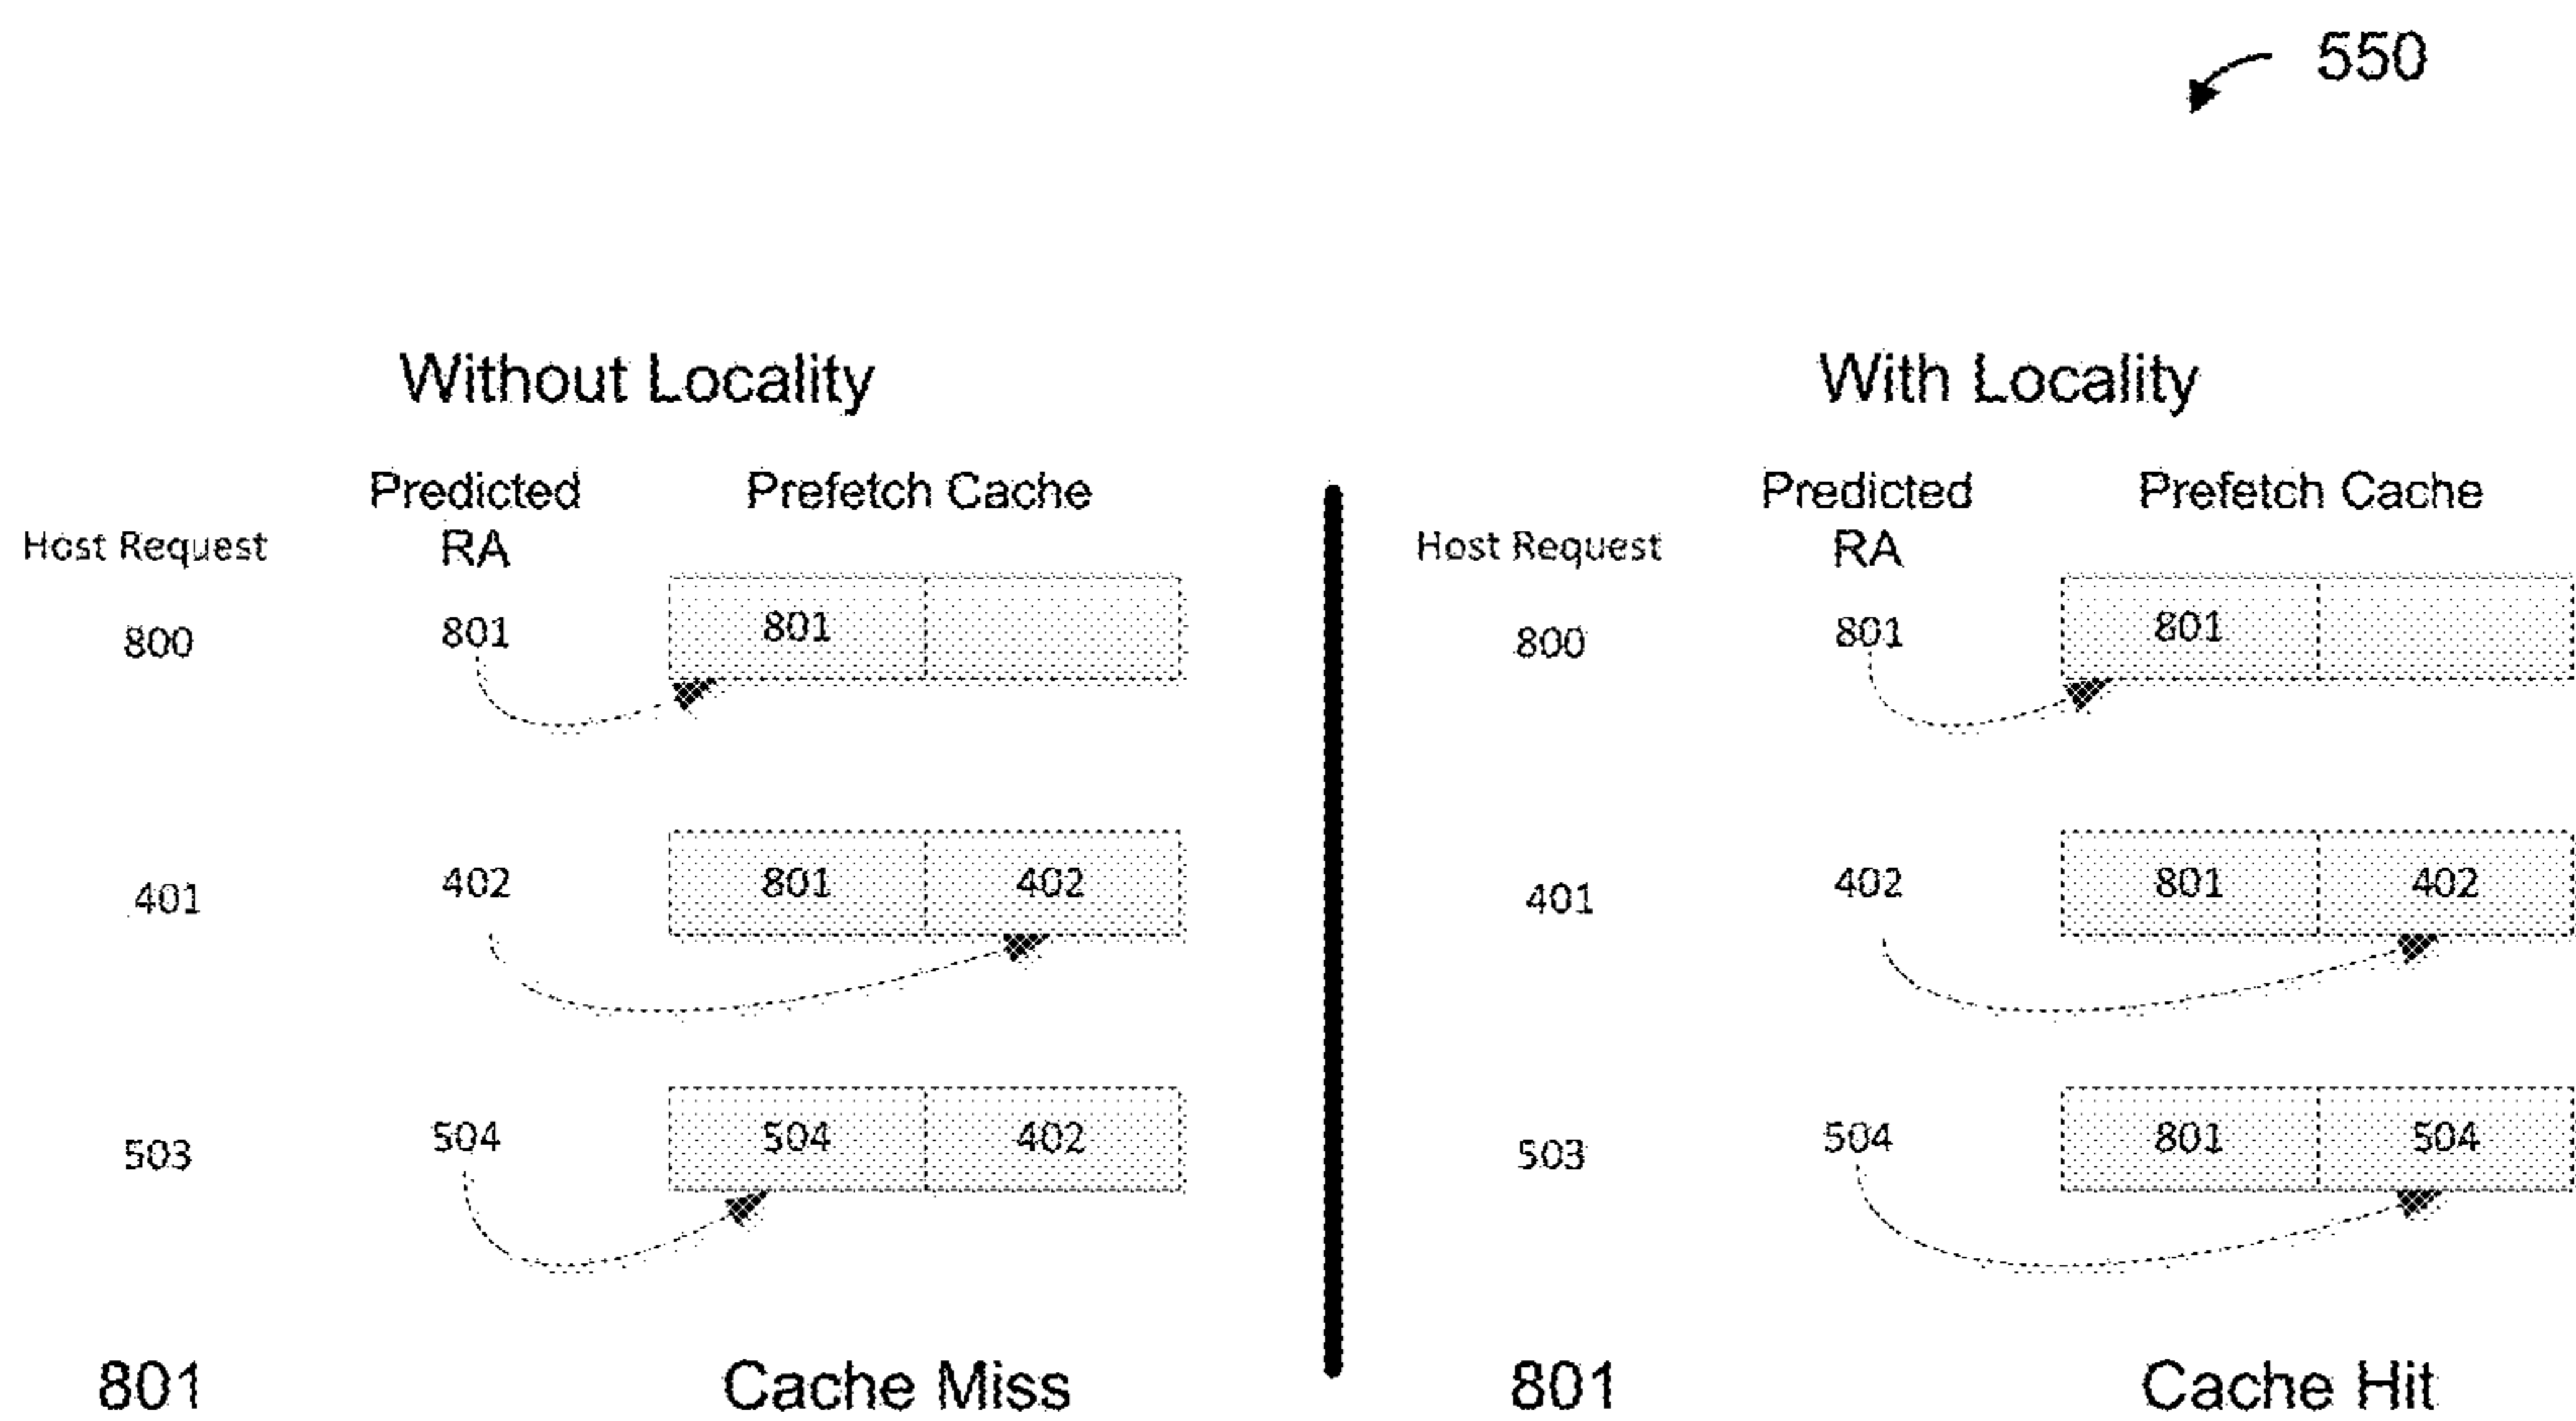 550
Without Locality
Predicted
RA
Prefetch Cache
Host Request
800
801
801
401
402
801 402
503
504
504 402
801
Cache Miss
With Locality
Predicted
RA
Prefetch Cache
Host Request
800
801
801
401
402
801 402
503
504
801 504
801
Cache Hit